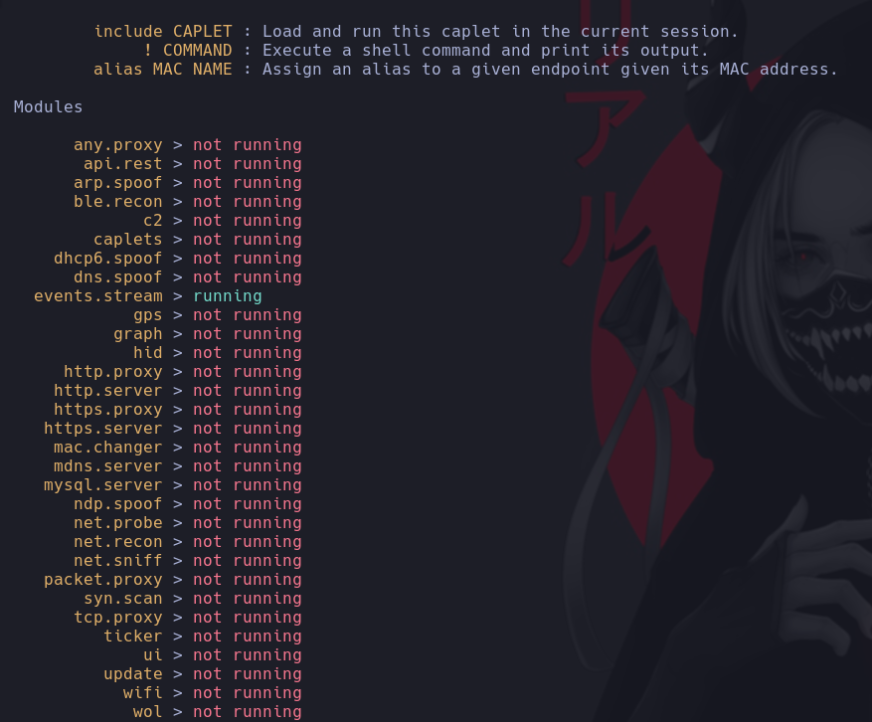 include CAPLET : Load and run this caplet in the current session.
! COMMAND : Execute a shell command and print its output.
alias MAC NAME : Assign an alias to a given endpoint given its MAC address.
Modules
any.proxy > not running
api.rest > not running
arp.spoof > not running
ble.recon > not running
c2 > not running
caplets > not running
dhcp6.spoof > not running
dns.spoof > not running
events.stream > running
gps > not running
graph > not running
hid > not running
http.proxy > not running
http.server > not running
https.proxy > not running
https.server > not running
mac.changer > not running
mdns.server > not running
mysql.server > not running
ndp.spoof > not running
net.probe > not running
net.recon > not running
net.sniff > not running
packet.proxy > not running
syn.scan > not running
tcp.proxy > not running
ticker > not running
ui > not running
update > not running
wifi > not running
wol > not running
リアル